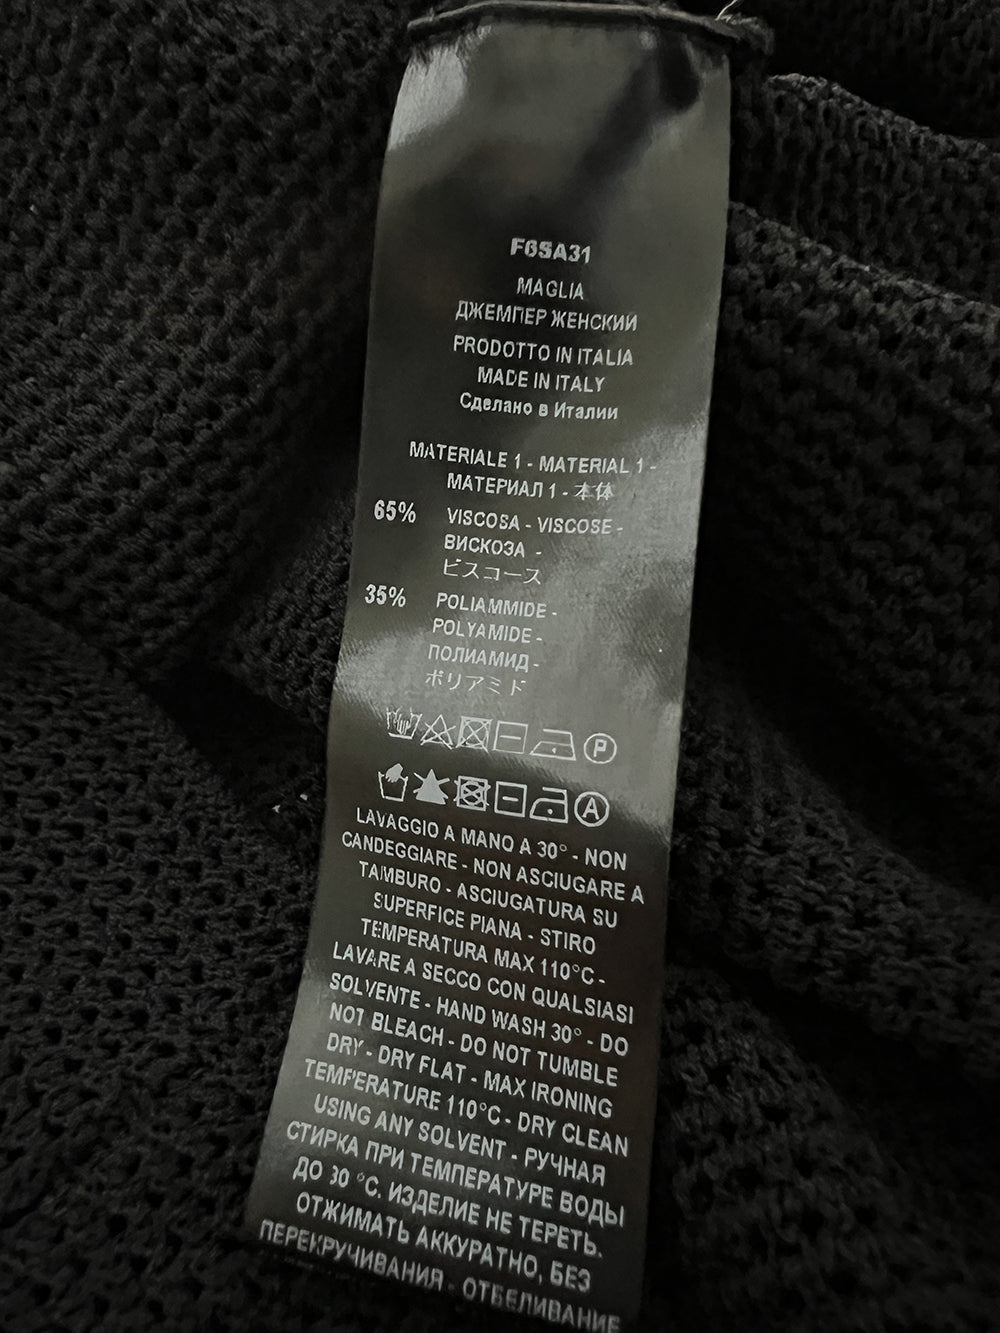 F6SA31
MAGLIA
ДЖЕМПЕР ЖЕНСКИЙ
PRODOTTO IN ITALIA
MADE IN ITALY
Сделано в Италии
MATERIALE 1 - MATERIAL 1 -
МАТЕРИАЛ 1 - 本体
65% VISCOSA - VISCOSE -
ВИСКОЗА -
ビスコース
35% POLIAMMIDE -
POLYAMIDE -
ПОЛИАМИД -
ポリアミド
P
A
LAVAGGIO A MANO A 30° - NON
CANDEGGIARE - NON ASCIUGARE A
TAMBURO - ASCIUGATURA SU
SUPERFICE PIANA - STIRO
TEMPERATURA MAX 110°C -
LAVARE A SECCO CON QUALSIASI
SOLVENTE - HAND WASH 30° - DO
NOT BLEACH - DO NOT TUMBLE
DRY - DRY FLAT - MAX IRONING
TEMPERATURE 110°C - DRY CLEAN
USING ANY SOLVENT - РУЧНАЯ
СТИРКА ПРИ ТЕМПЕРАТУРЕ ВОДЫ
ДО 30 °C. ИЗДЕЛИЕ НЕ ТЕРЕТЬ.
ОТЖИМАТЬ АККУРАТНО, БЕЗ
ПЕРЕКРУЧИВАНИЯ - ОТБЕЛИВАНИЕ